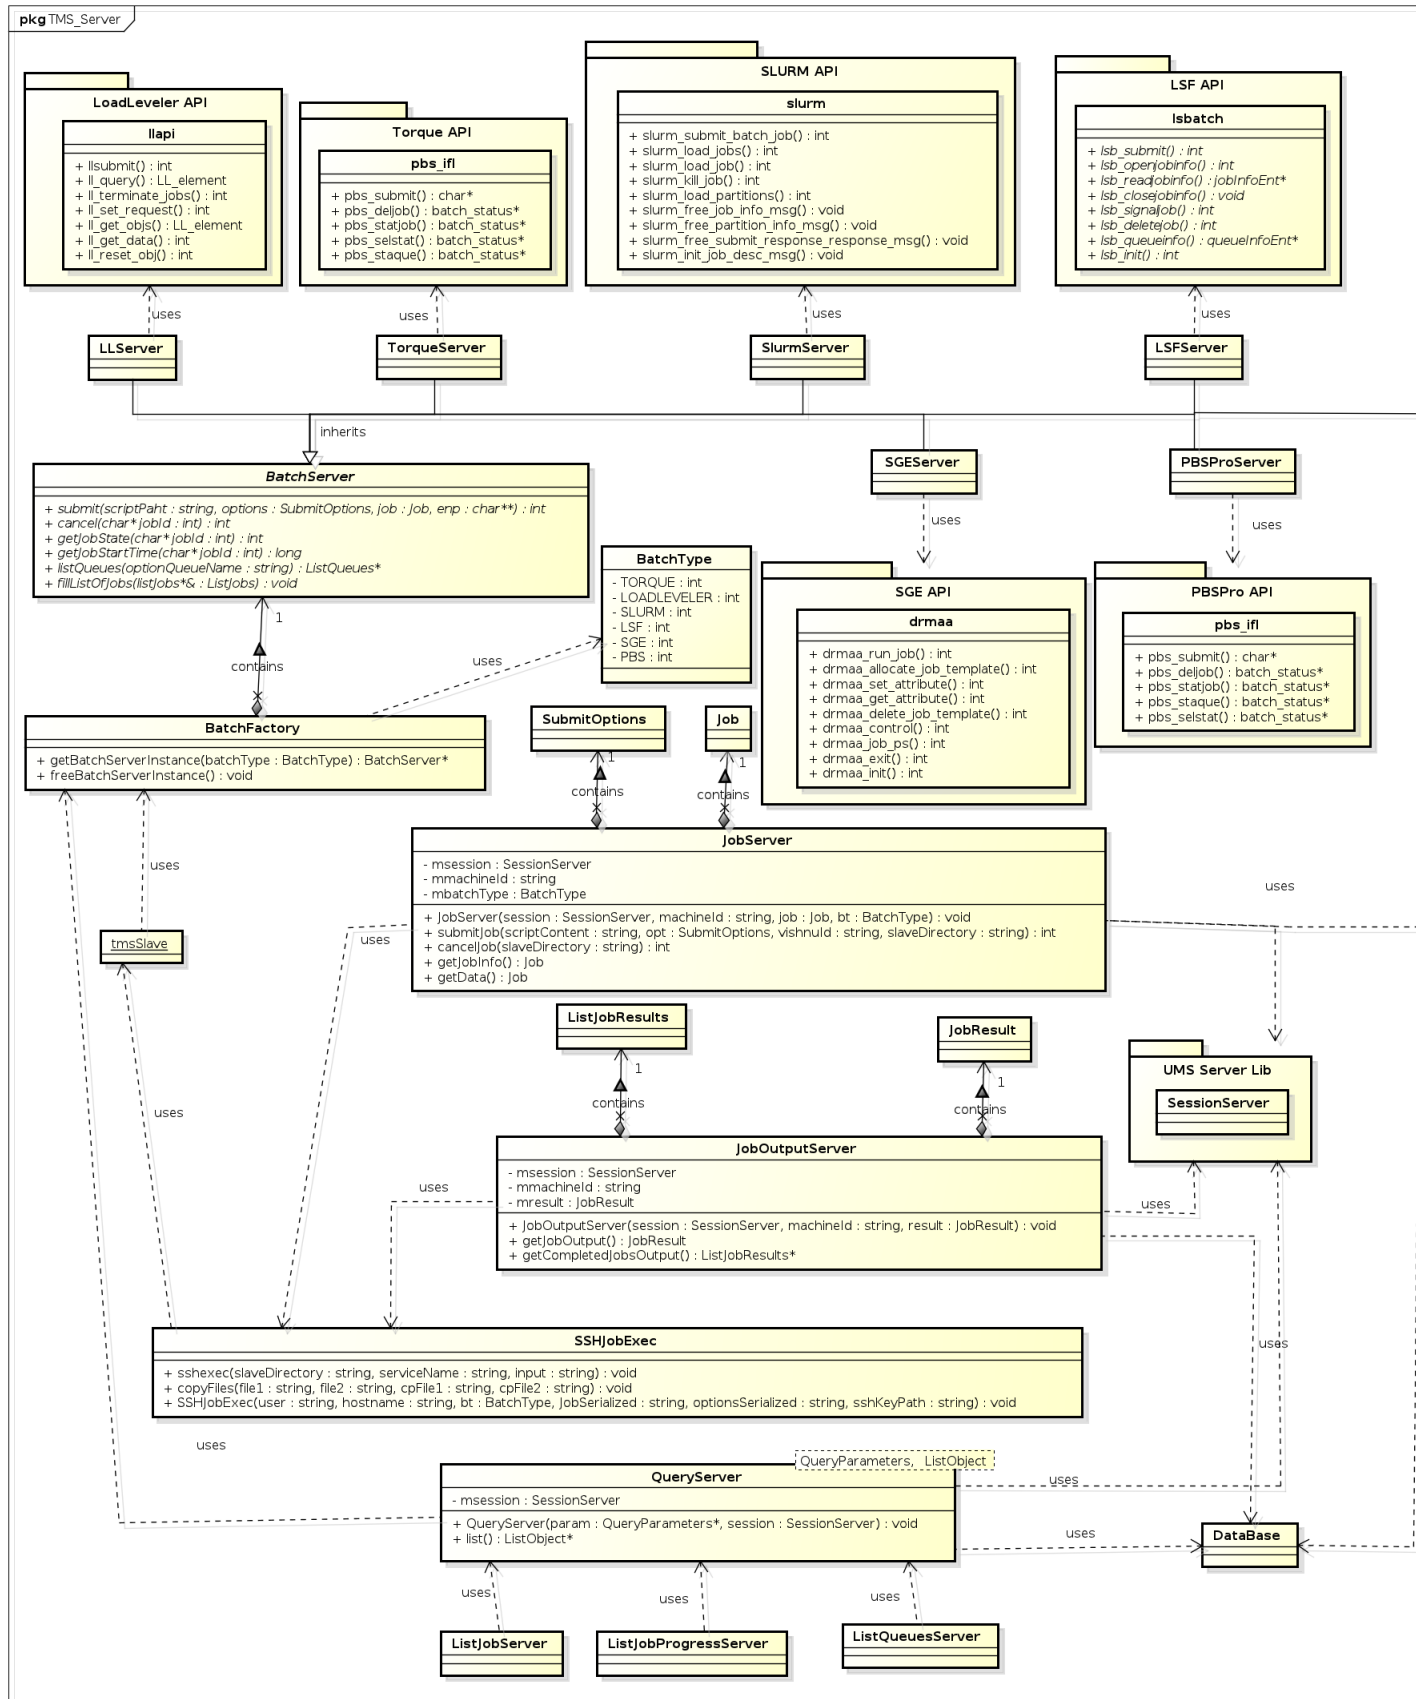 pkg TMS_Server
LoadLeveler API
llapi
+ llsubmit() : int
+ ll_query() : LL_element
+ ll_terminate_jobs() : int
+ ll_set_request() : int
+ ll_get_objs() : LL_element
+ ll_get_data() : int
+ ll_reset_obj() : int
Torque API
pbs_ifl
+ pbs_submit() : char*
+ pbs_deljob() : batch_status*
+ pbs_statjob() : batch_status*
+ pbs_selstat() : batch_status*
+ pbs_staque() : batch_status*
SLURM API
slurm
+ slurm_submit_batch_job() : int
+ slurm_load_jobs() : int
+ slurm_load_job() : int
+ slurm_kill_job() : int
+ slurm_load_partitions() : int
+ slurm_free_job_info_msg() : void
+ slurm_free_partition_info_msg() : void
+ slurm_free_submit_response_response_msg() : void
+ slurm_init_job_desc_msg() : void
LSF API
lsbatch
+ lsb_submit() : int
+ lsb_openjobinfo() : int
+ lsb_readjobinfo() : jobInfoEnt*
+ lsb_closejobinfo() : void
+ lsb_signaljob() : int
+ lsb_deletejob() : int
+ lsb_queueinfo() : queueInfoEnt*
+ lsb_init() : int
uses
uses
uses
uses
LLServer
TorqueServer
SlurmServer
LSFServer
inherits
BatchServer
+ submit(scriptPaht : string, options : SubmitOptions, job : Job, enp : char**) : int
+ cancel(char* jobId : int) : int
+ getJobState(char* jobId : int) : int
+ getJobStartTime(char* jobId : int) : long
+ listQueues(optionQueueName : string) : ListQueues*
+ fillListOfJobs(listJobs*& : ListJobs) : void
SGEServer
PBSProServer
uses
uses
BatchType
- TORQUE : int
- LOADLEVELER : int
- SLURM : int
- LSF : int
- SGE : int
- PBS : int
SGE API
drmaa
+ drmaa_run_job() : int
+ drmaa_allocate_job_template() : int
+ drmaa_set_attribute() : int
+ drmaa_get_attribute() : int
+ drmaa_delete_job_template() : int
+ drmaa_control() : int
+ drmaa_job_ps() : int
+ drmaa_exit() : int
+ drmaa_init() : int
PBSPro API
pbs_ifl
+ pbs_submit() : char*
+ pbs_deljob() : batch_status*
+ pbs_statjob() : batch_status*
+ pbs_staque() : batch_status*
+ pbs_selstat() : batch_status*
1
contains
uses
BatchFactory
+ getBatchServerInstance(batchType : BatchType) : BatchServer*
+ freeBatchServerInstance() : void
SubmitOptions
Job
1
contains
1
contains
JobServer
- msession : SessionServer
- mmachineId : string
- mbatchType : BatchType
+ JobServer(session : SessionServer, machineId : string, job : Job, bt : BatchType) : void
+ submitJob(scriptContent : string, opt : SubmitOptions, vishnuId : string, slaveDirectory : string) : int
+ cancelJob(slaveDirectory : string) : int
+ getJobInfo() : Job
+ getData() : Job
uses
uses
uses
tmsSlave
ListJobResults
JobResult
1
contains
1
contains
UMS Server Lib
SessionServer
uses
JobOutputServer
- msession : SessionServer
- mmachineId : string
- mresult : JobResult
+ JobOutputServer(session : SessionServer, machineId : string, result : JobResult) : void
+ getJobOutput() : JobResult
+ getCompletedJobsOutput() : ListJobResults*
uses
uses
uses
SSHJobExec
+ sshexec(slaveDirectory : string, serviceName : string, input : string) : void
+ copyFiles(file1 : string, file2 : string, cpFile1 : string, cpFile2 : string) : void
+ SSHJobExec(user : string, hostname : string, bt : BatchType, JobSerialized : string, optionsSerialized : string, sshKeyPath : string) : void
uses
QueryParameters, ListObject
QueryServer
- msession : SessionServer
+ QueryServer(param : QueryParameters*, session : SessionServer) : void
+ list() : ListObject*
uses
uses
DataBase
uses
uses
uses
ListJobServer
ListJobProgressServer
ListQueuesServer